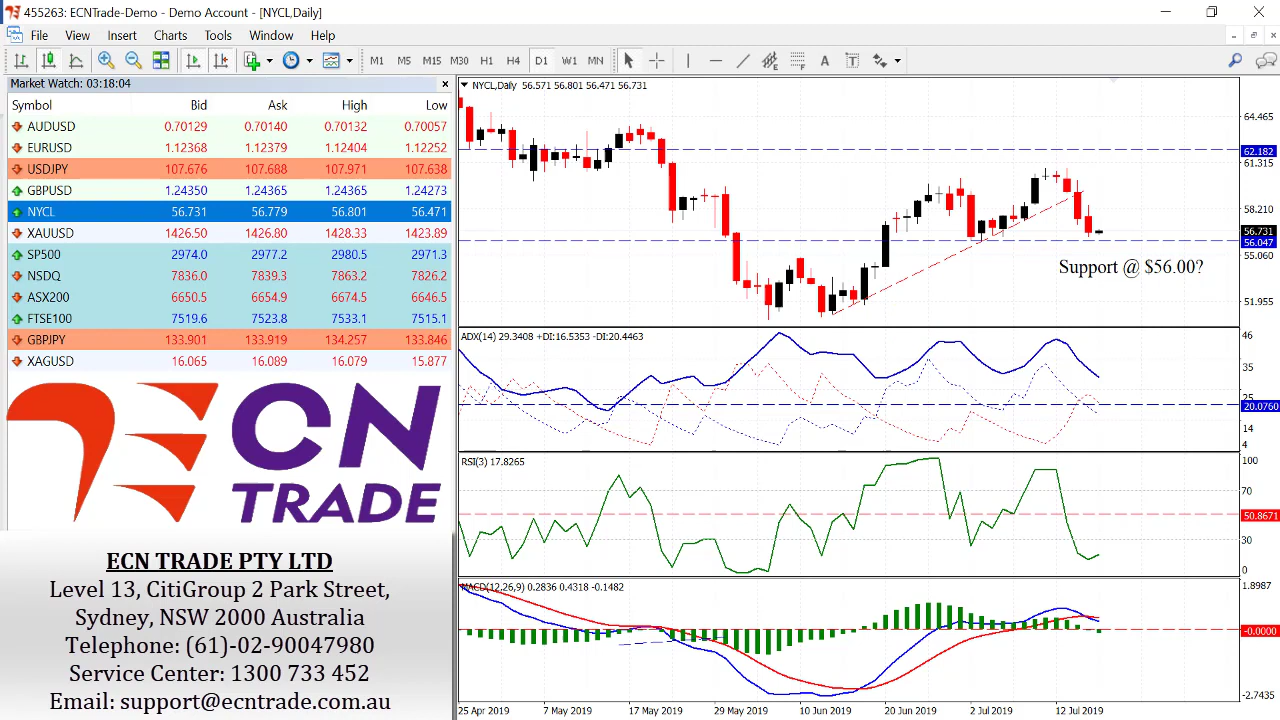 455263: ECNTrade-Demo - Demo Account - [NYCL,Daily]
File View Insert Charts Tools Window Help
M1 M5 M15 M30 H1 H4 D1 W1 MN
Market Watch: 03:18:04
Symbol Bid Ask High Low
AUDUSD 0.70129 0.70140 0.70132 0.70057
EURUSD 1.12368 1.12379 1.12404 1.12252
USDJPY 107.676 107.688 107.971 107.638
GBPUSD 1.24350 1.24365 1.24365 1.24273
NYCL 56.731 56.779 56.801 56.471
XAUUSD 1426.50 1426.80 1428.33 1423.89
SP500 2974.0 2977.2 2980.5 2971.3
NSDQ 7836.0 7839.3 7863.2 7826.2
ASX200 6650.5 6654.9 6674.5 6646.5
FTSE100 7519.6 7523.8 7533.1 7515.1
GBPJPY 133.901 133.919 134.257 133.846
XAGUSD 16.065 16.089 16.079 15.877
ECN
TRADE
ECN TRADE PTY LTD
Level 13, CitiGroup 2 Park Street,
Sydney, NSW 2000 Australia
Telephone: (61)-02-90047980
Service Center: 1300 733 452
Email: support@ecntrade.com.au
NYCL,Daily 56.571 56.801 56.471 56.731
64.465
62.182
61.315
58.210
56.731
56.047
55.060
51.955
Support @ $56.00?
ADX(14) 29.3408 +DI:16.5353 -DI:20.4463
46
35
25
20.0760
14
4
RSI(3) 17.8265
100
70
50.8671
30
0
MACD(12,26,9) 0.2836 0.4318 -0.1482
1.8987
-0.0000
-2.7435
25 Apr 2019 7 May 2019 17 May 2019 29 May 2019 10 Jun 2019 20 Jun 2019 2 Jul 2019 12 Jul 2019